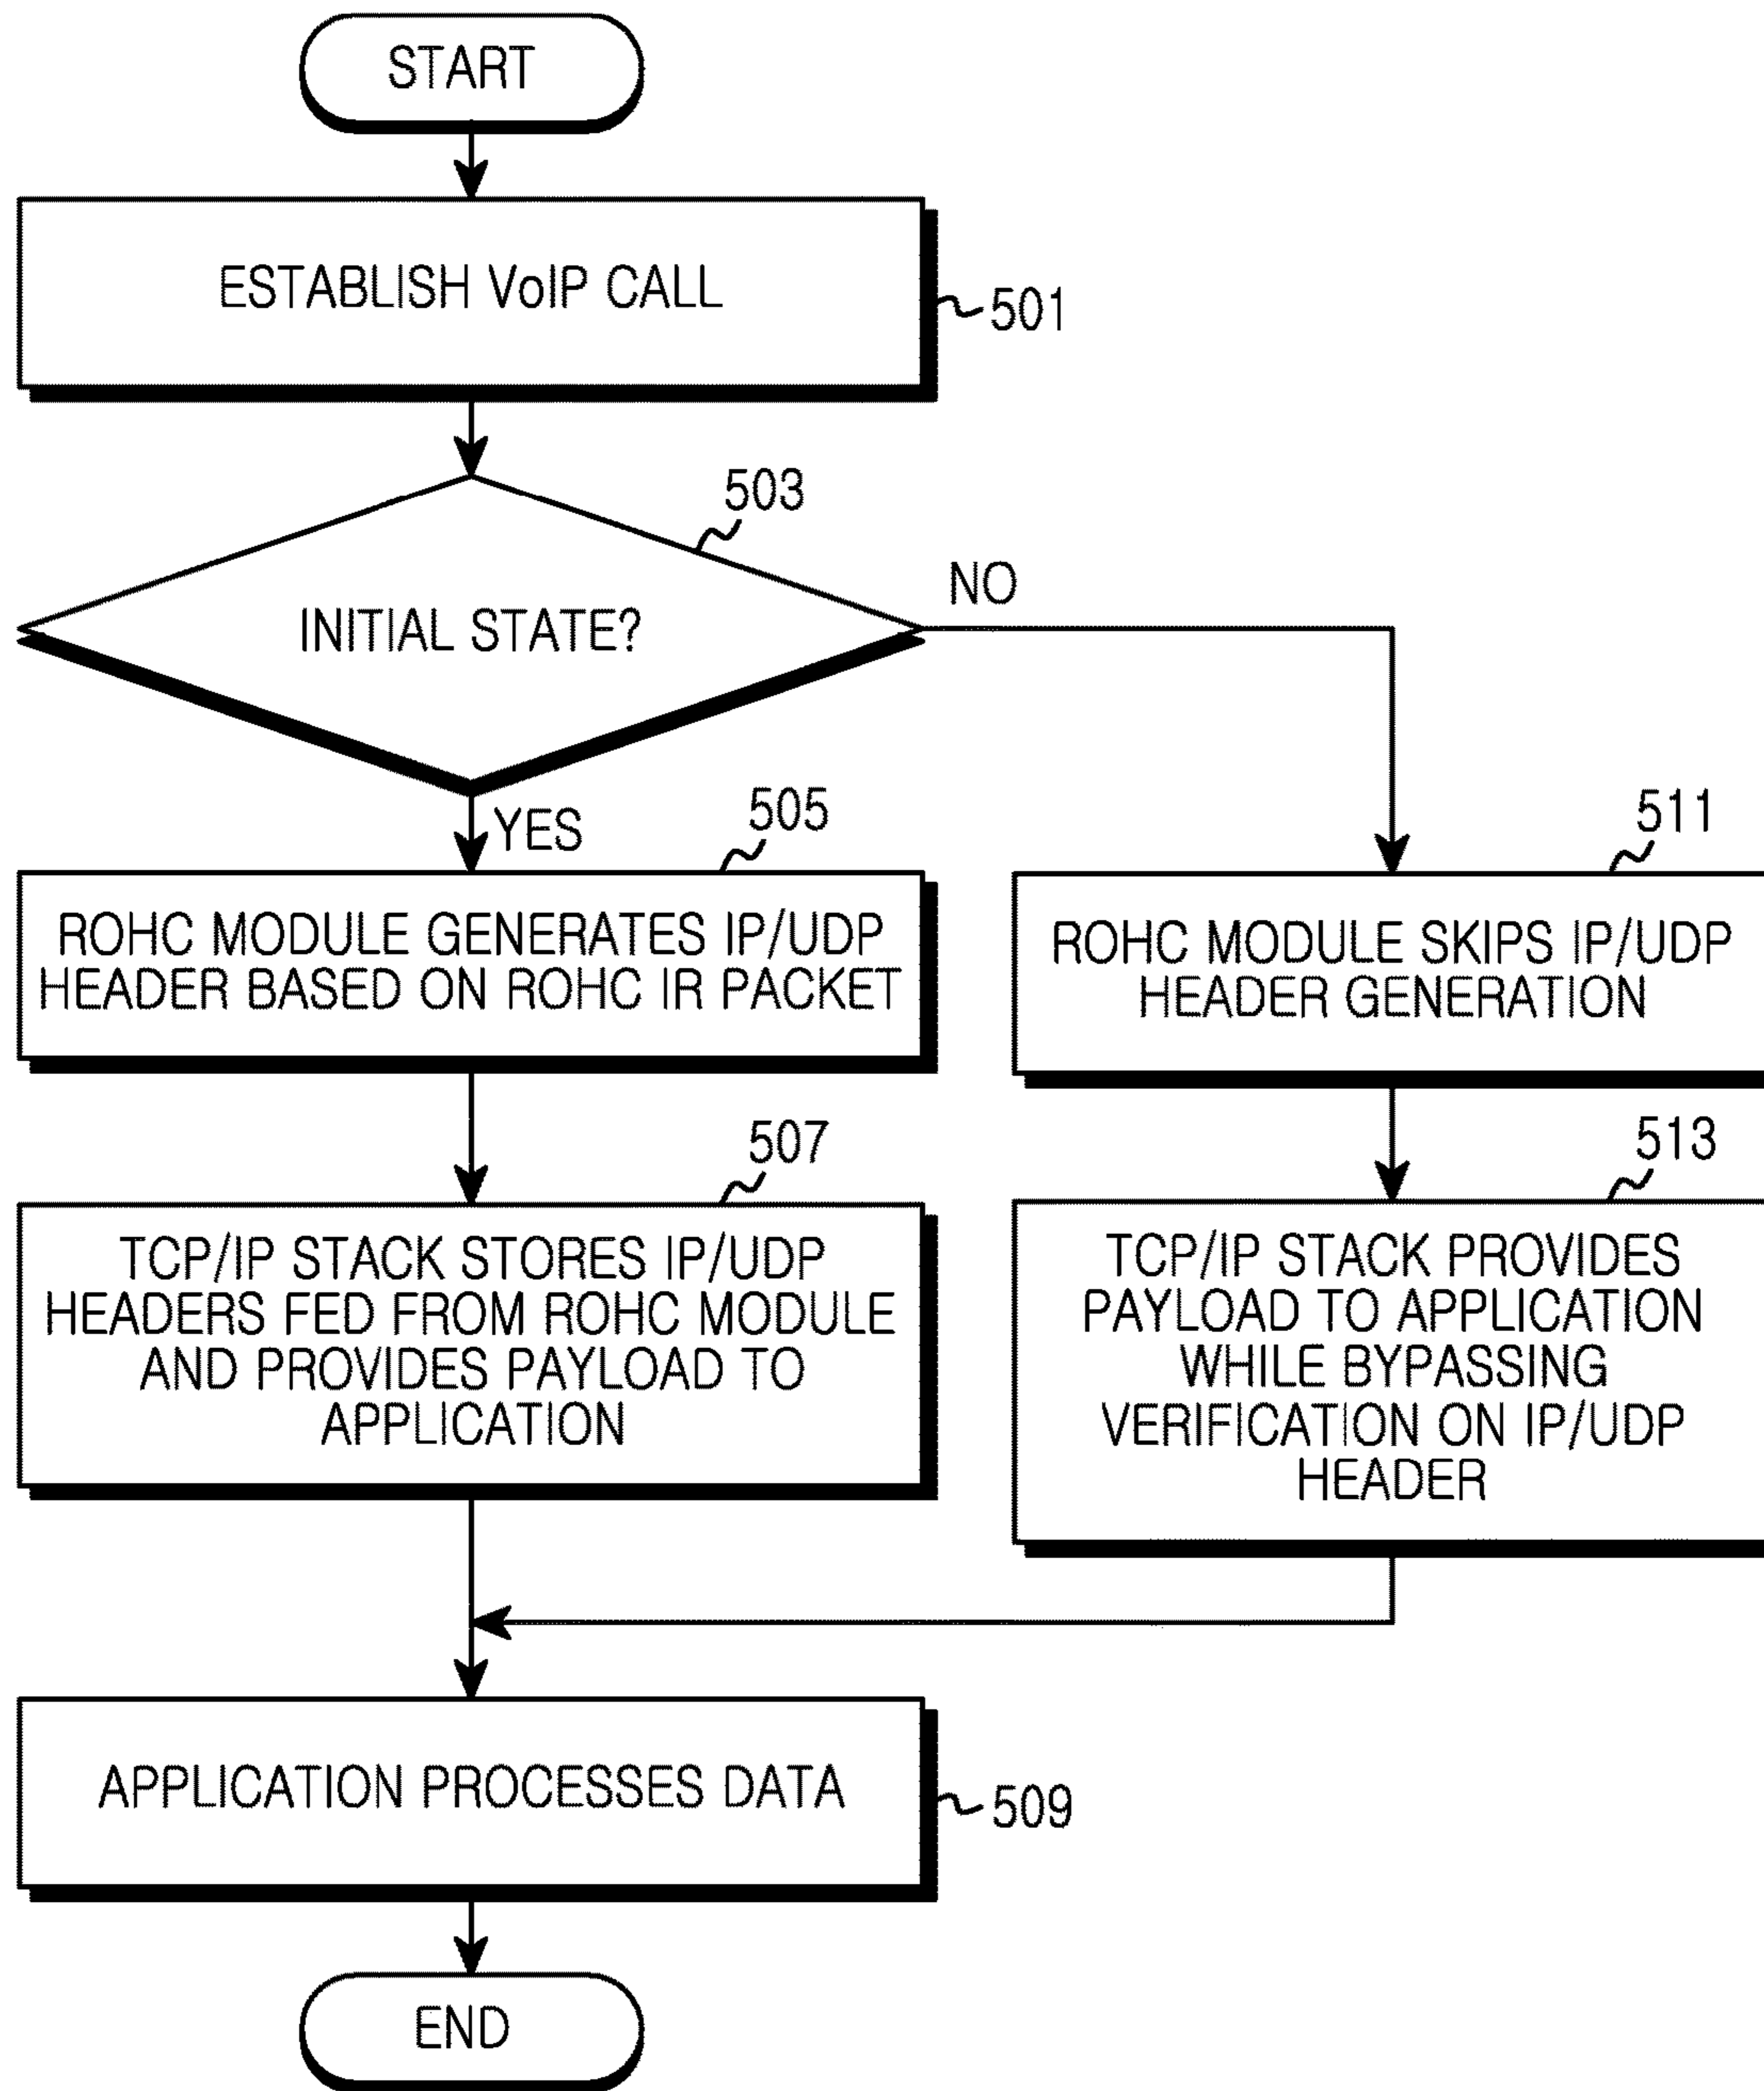 START
ESTABLISH VoIP CALL
501
503
INITIAL STATE?
NO
YES
505
ROHC MODULE GENERATES IP/UDP
HEADER BASED ON ROHC IR PACKET
511
ROHC MODULE SKIPS IP/UDP
HEADER GENERATION
507
TCP/IP STACK STORES IP/UDP
HEADERS FED FROM ROHC MODULE
AND PROVIDES PAYLOAD TO
APPLICATION
513
TCP/IP STACK PROVIDES
PAYLOAD TO APPLICATION
WHILE BYPASSING
VERIFICATION ON IP/UDP
HEADER
APPLICATION PROCESSES DATA
509
END